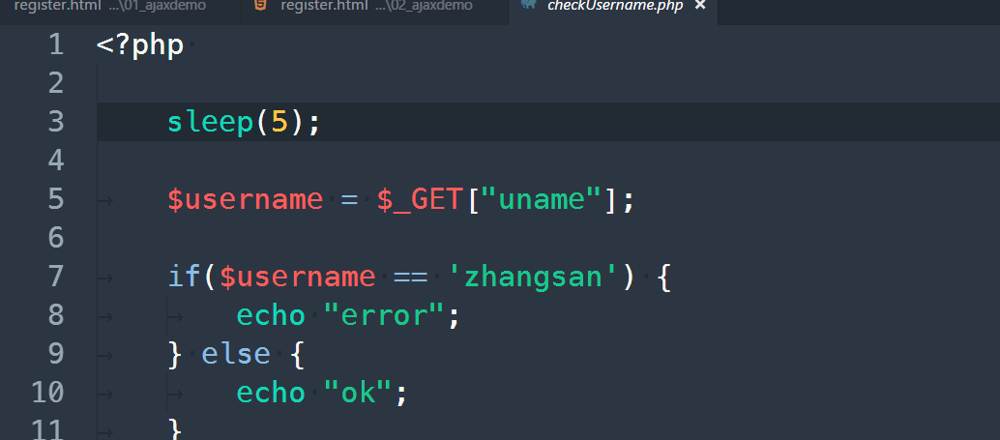 register.html ...\01_ajaxdemo register.html ...\02_ajaxdemo checkUsername.php ×
1 <?php
2
3 sleep(5);
4
5 $username = $_GET["uname"];
6
7 if($username == 'zhangsan') {
8 echo "error";
9 } else {
10 echo "ok";
11 }